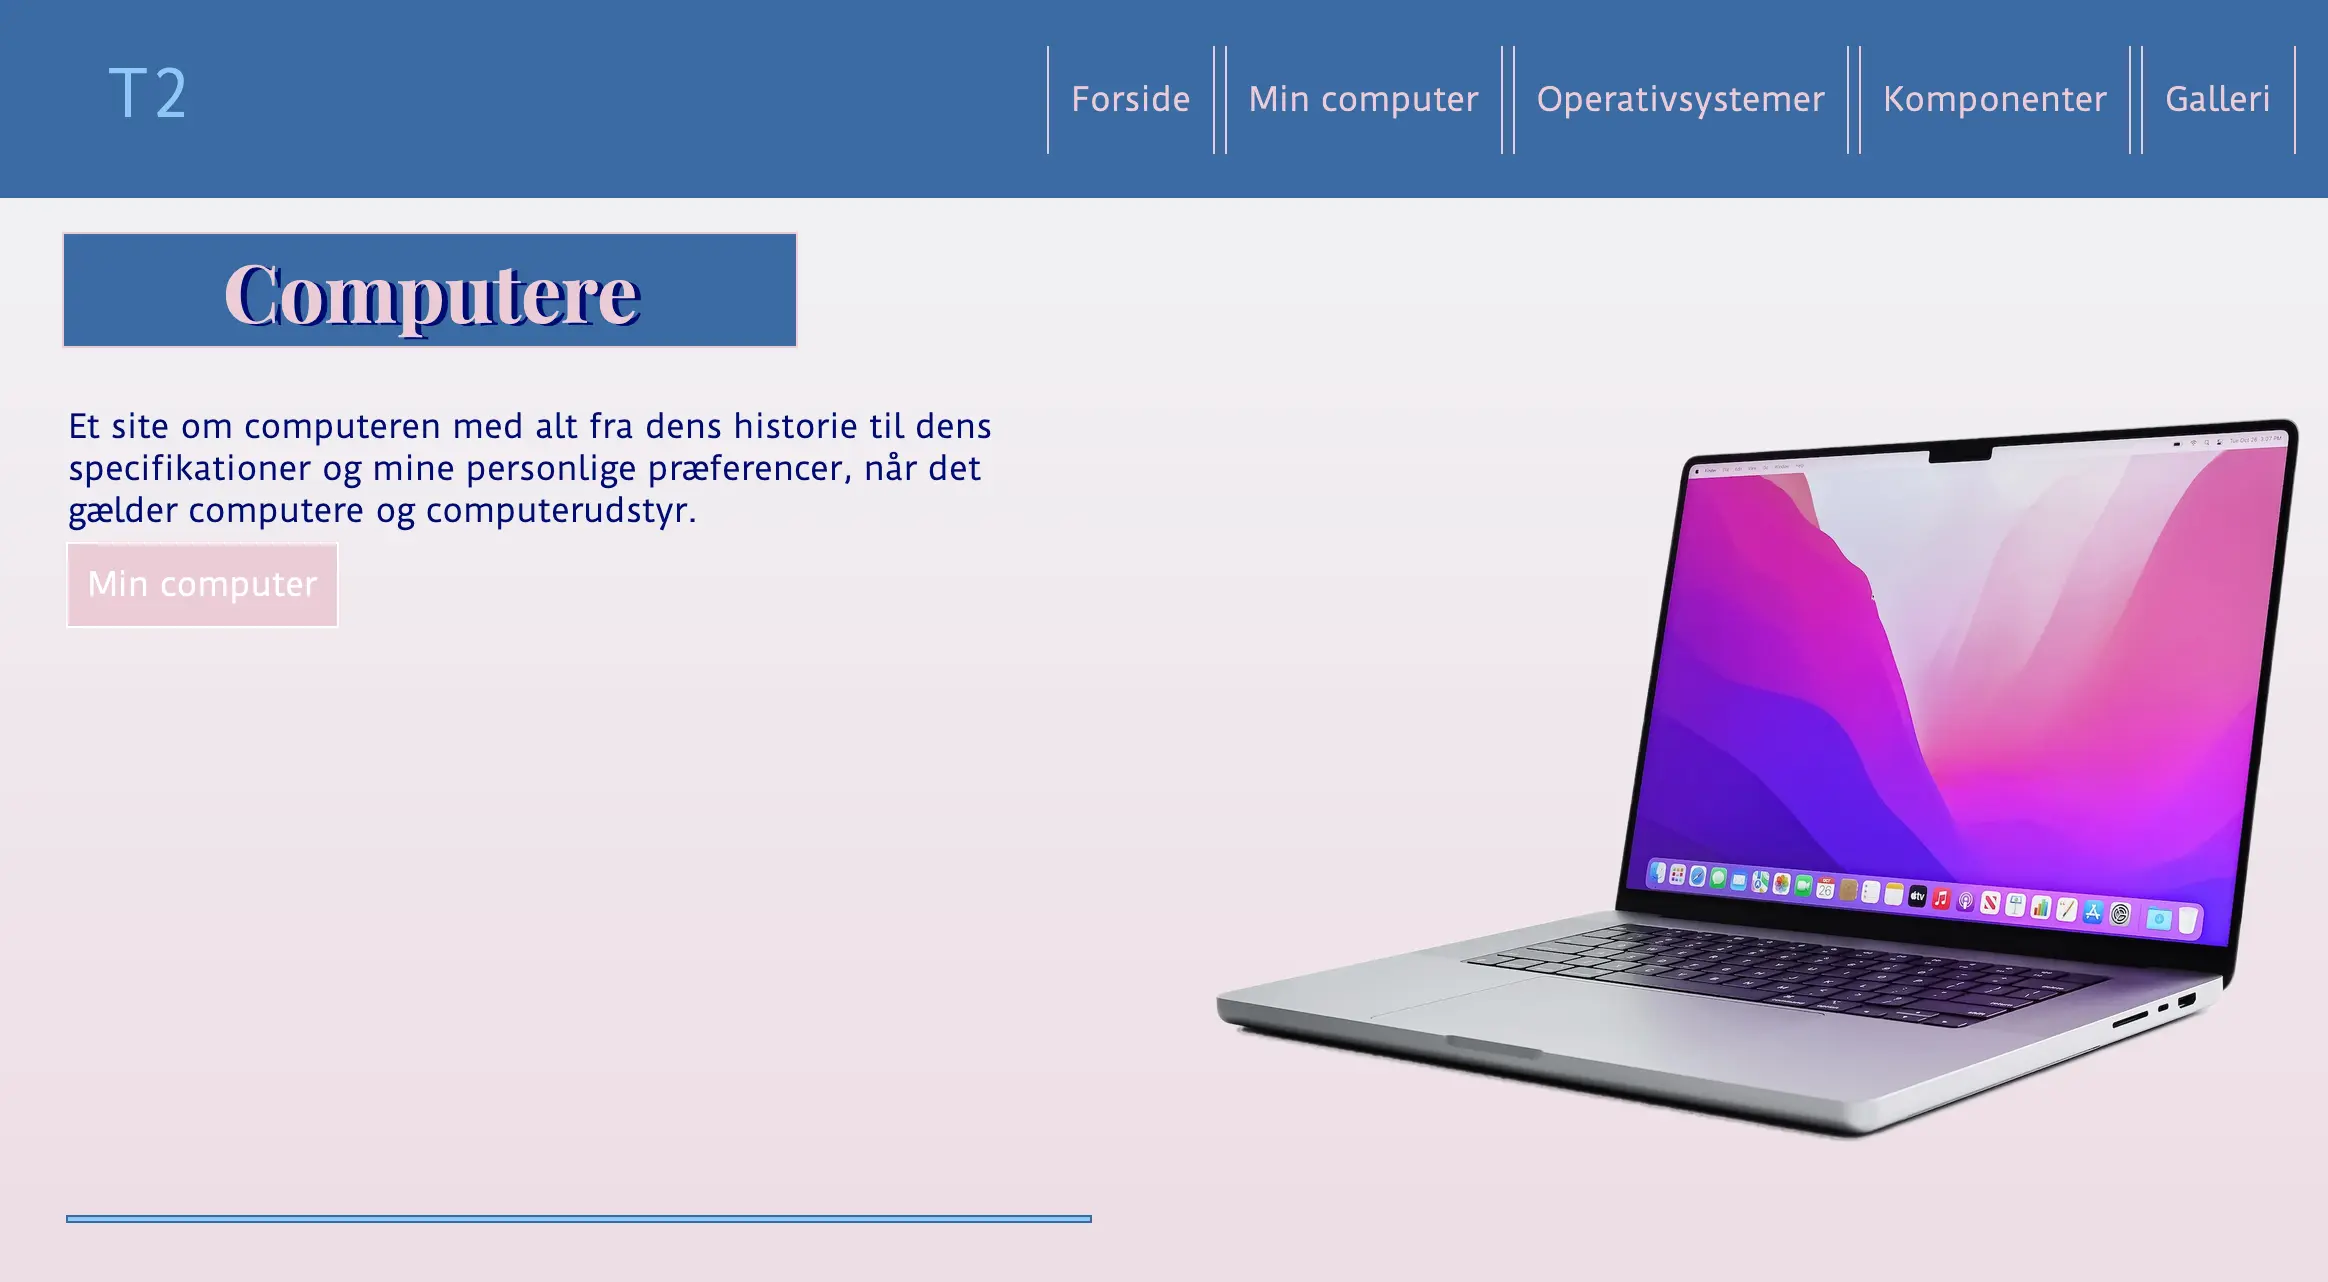 T2
Forside
Min computer
Operativsystemer
Komponenter
Galleri
Computere
Et site om computeren med alt fra dens historie til dens
specifikationer og mine personlige præferencer, når det
gælder computere og computerudstyr.
Min computer